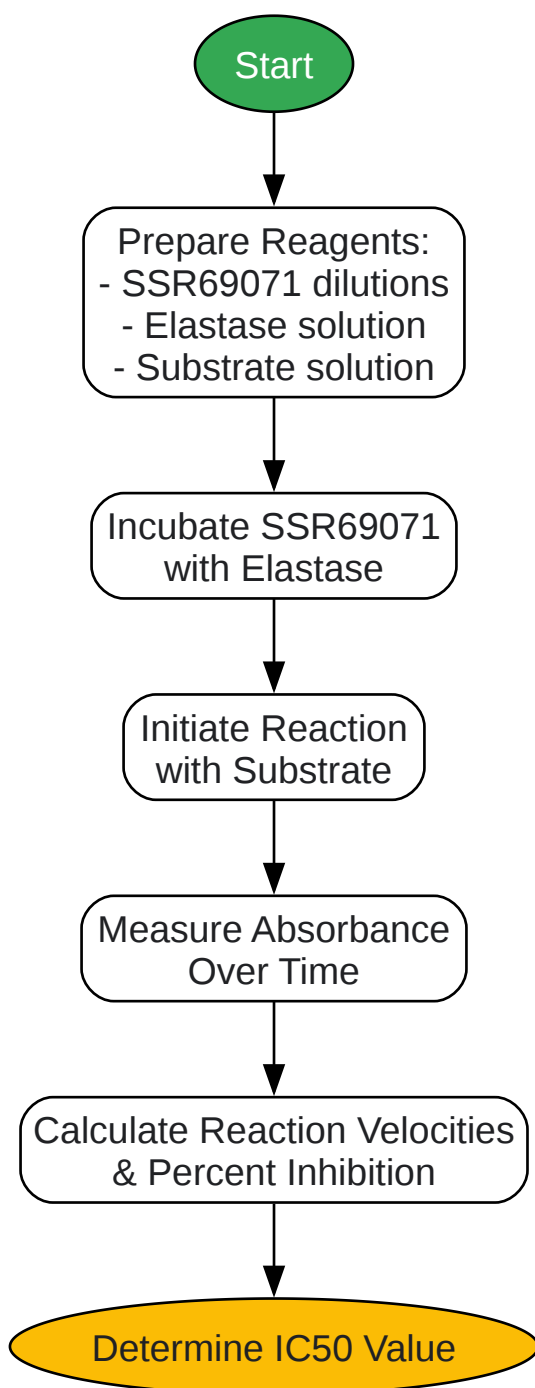 Start
Prepare Reagents:
- SSR69071 dilutions
- Elastase solution
- Substrate solution
Incubate SSR69071
with Elastase
Initiate Reaction
with Substrate
Measure Absorbance
Over Time
Calculate Reaction Velocities
& Percent Inhibition
Determine IC50 Value